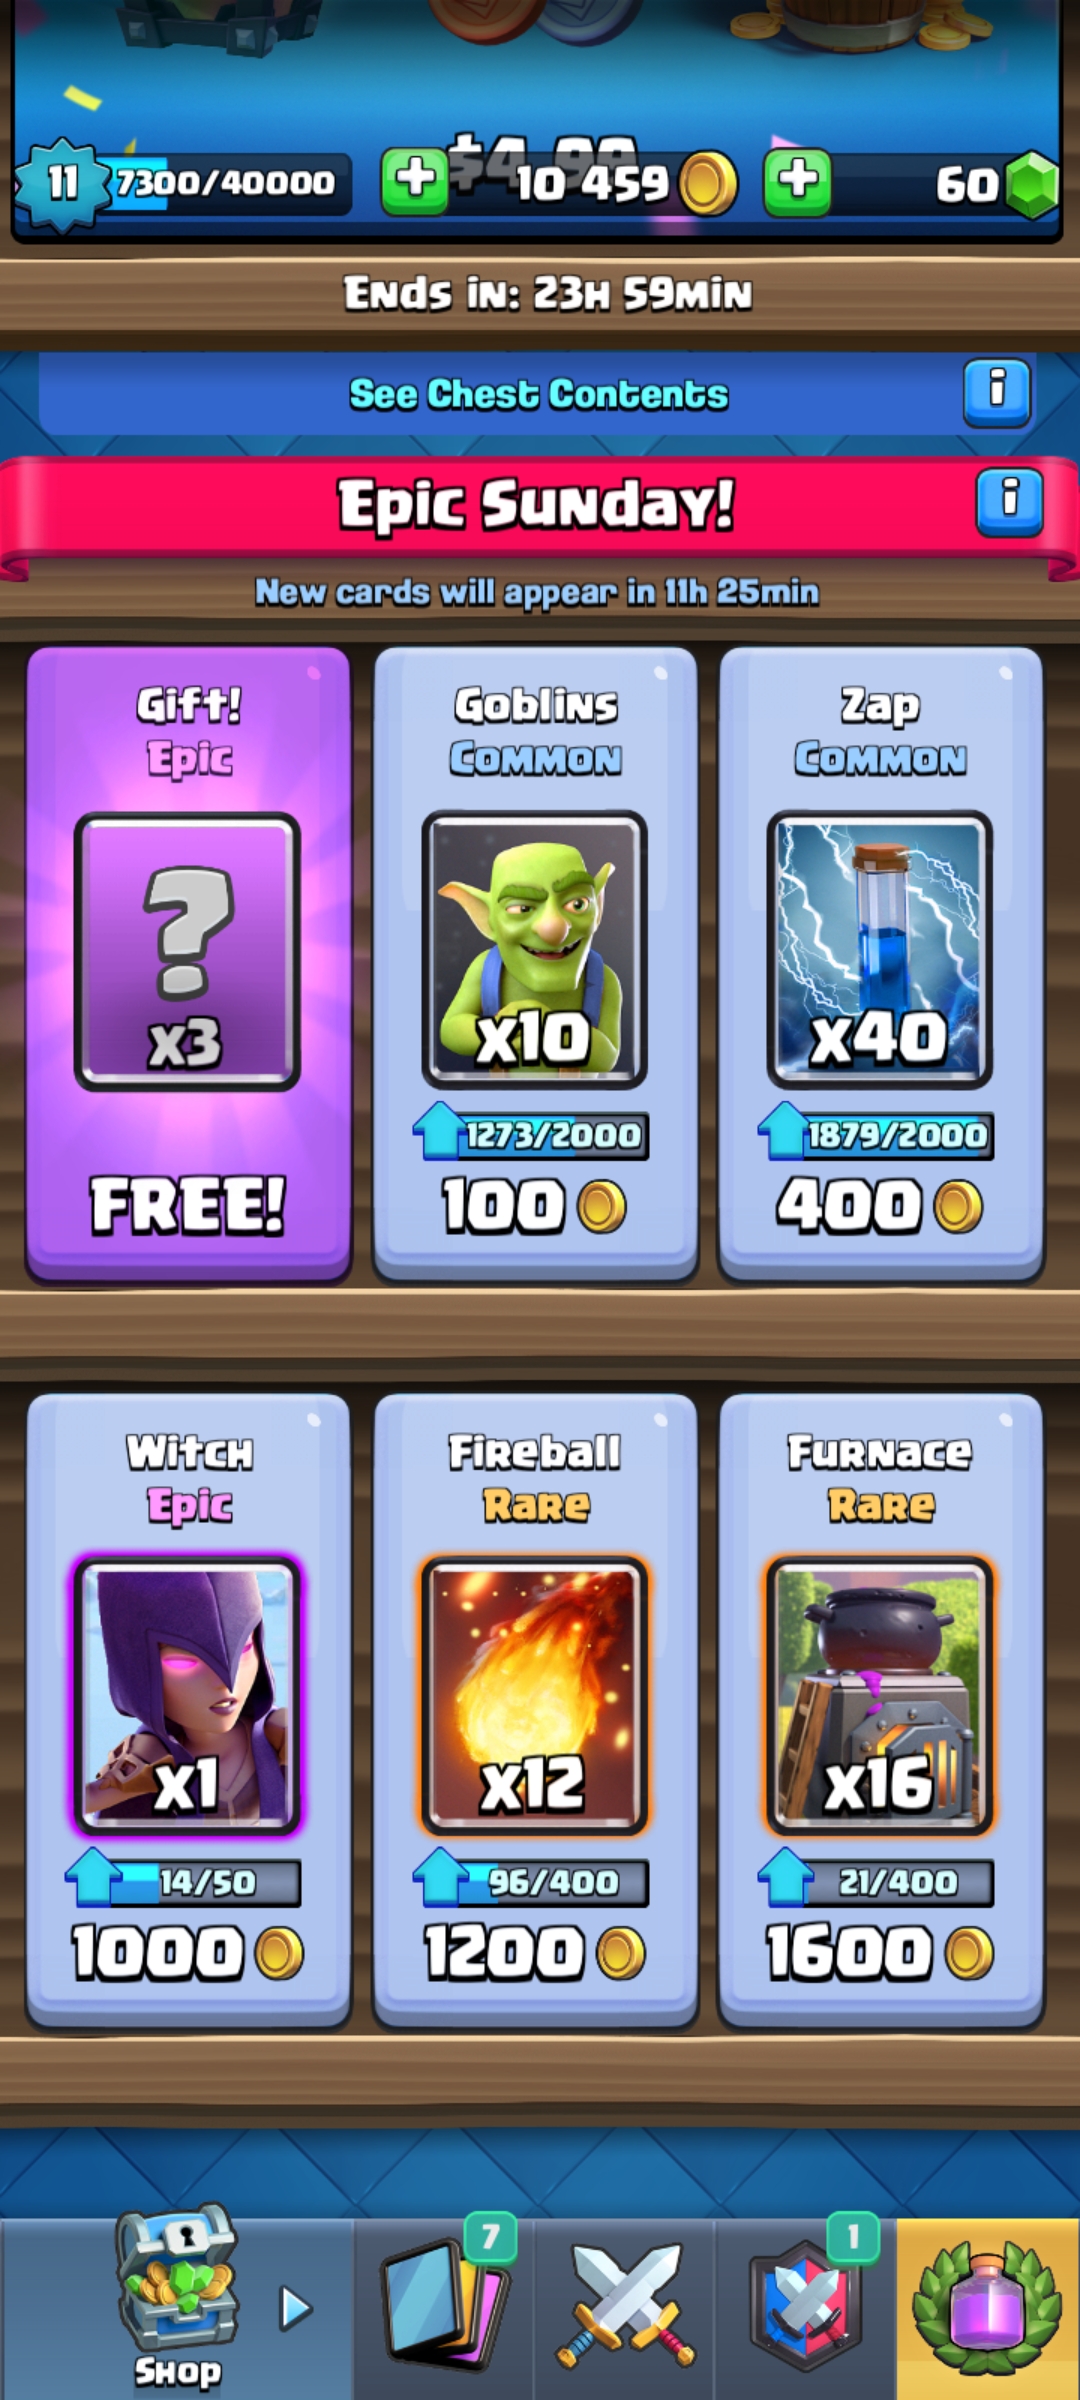 $4.99
11
7300/40000
10 459
60
Ends in: 23h 59min
See Chest Contents
i
Epic Sunday!
i
New cards will appear in 11h 25min
Gift!
Epic
?
x3
FREE!
Goblins
Common
x10
1273/2000
100
Zap
Common
x40
1879/2000
400
Witch
Epic
x1
14/50
1000
Fireball
Rare
x12
96/400
1200
Furnace
Rare
x16
21/400
1600
Shop
7
1